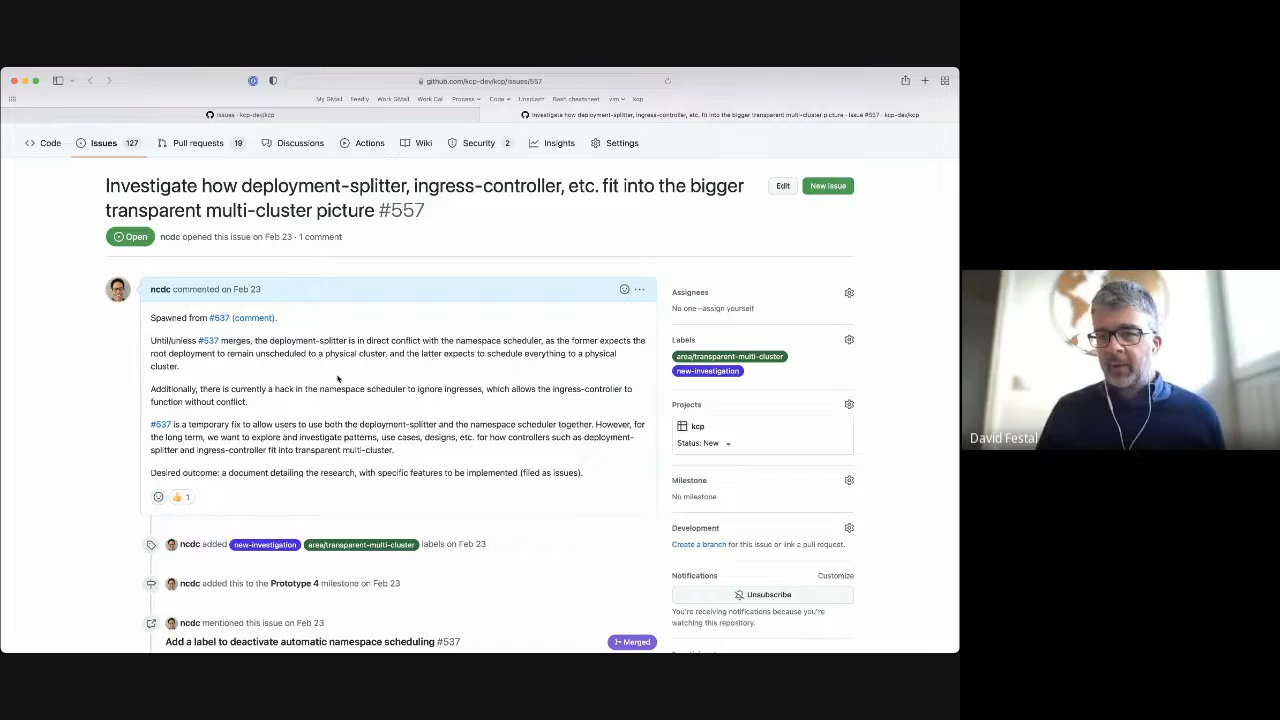 github.com/kcp-dev/kcp/issues/557
My GMail Feedly Work GMail Work Cal Process Code Unsplash Bash cheatsheet vim kcp
Issues · kcp-dev/kcp
Investigate how deployment-splitter, ingress-controller, etc. fit into the bigger transparent multi-cluster picture · Issue #557 · kcp-dev/kcp
Code Issues 127 Pull requests 19 Discussions Actions Wiki Security 2 Insights Settings
Investigate how deployment-splitter, ingress-controller, etc. fit into the bigger
transparent multi-cluster picture #557
Edit New issue
Open ncdc opened this issue on Feb 23 · 1 comment
ncdc commented on Feb 23
Spawned from #537 (comment).
Until/unless #537 merges, the deployment-splitter is in direct conflict with the namespace scheduler, as the former expects the
root deployment to remain unscheduled to a physical cluster, and the latter expects to schedule everything to a physical
cluster.
Additionally, there is currently a hack in the namespace scheduler to ignore ingresses, which allows the ingress-controller to
function without conflict.
#537 is a temporary fix to allow users to use both the deployment-splitter and the namespace scheduler together. However, for
the long term, we want to explore and investigate patterns, use cases, designs, etc. for how controllers such as deployment-
splitter and ingress-controller fit into transparent multi-cluster.
Desired outcome: a document detailing the research, with specific features to be implemented (filed as issues).
👍 1
ncdc added new-investigation area/transparent-multi-cluster labels on Feb 23
ncdc added this to the Prototype 4 milestone on Feb 23
ncdc mentioned this issue on Feb 23
Add a label to deactivate automatic namespace scheduling #537
Merged
Assignees
No one—assign yourself
Labels
area/transparent-multi-cluster
new-investigation
Projects
kcp
Status: New
Milestone
No milestone
Development
Create a branch for this issue or link a pull request.
Notifications Customize
Unsubscribe
You're receiving notifications because you're
watching this repository.
David Festal